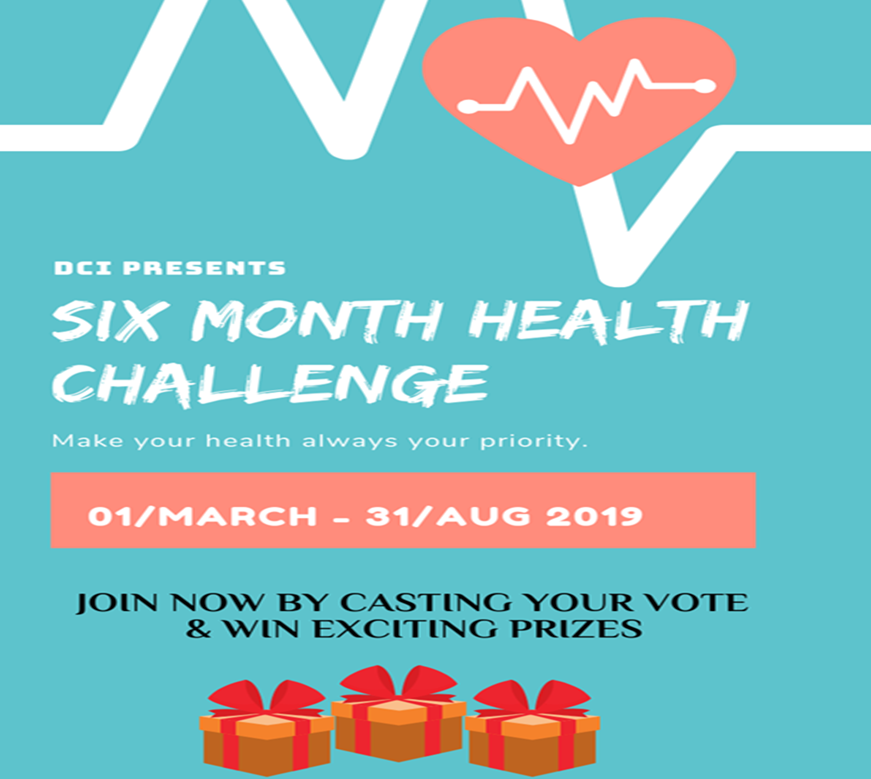 DCI PRESENTS
SIX MONTH HEALTH
CHALLENGE
Make your health always your priority.
01/MARCH - 31/AUG 2019
JOIN NOW BY CASTING YOUR VOTE
& WIN EXCITING PRIZES